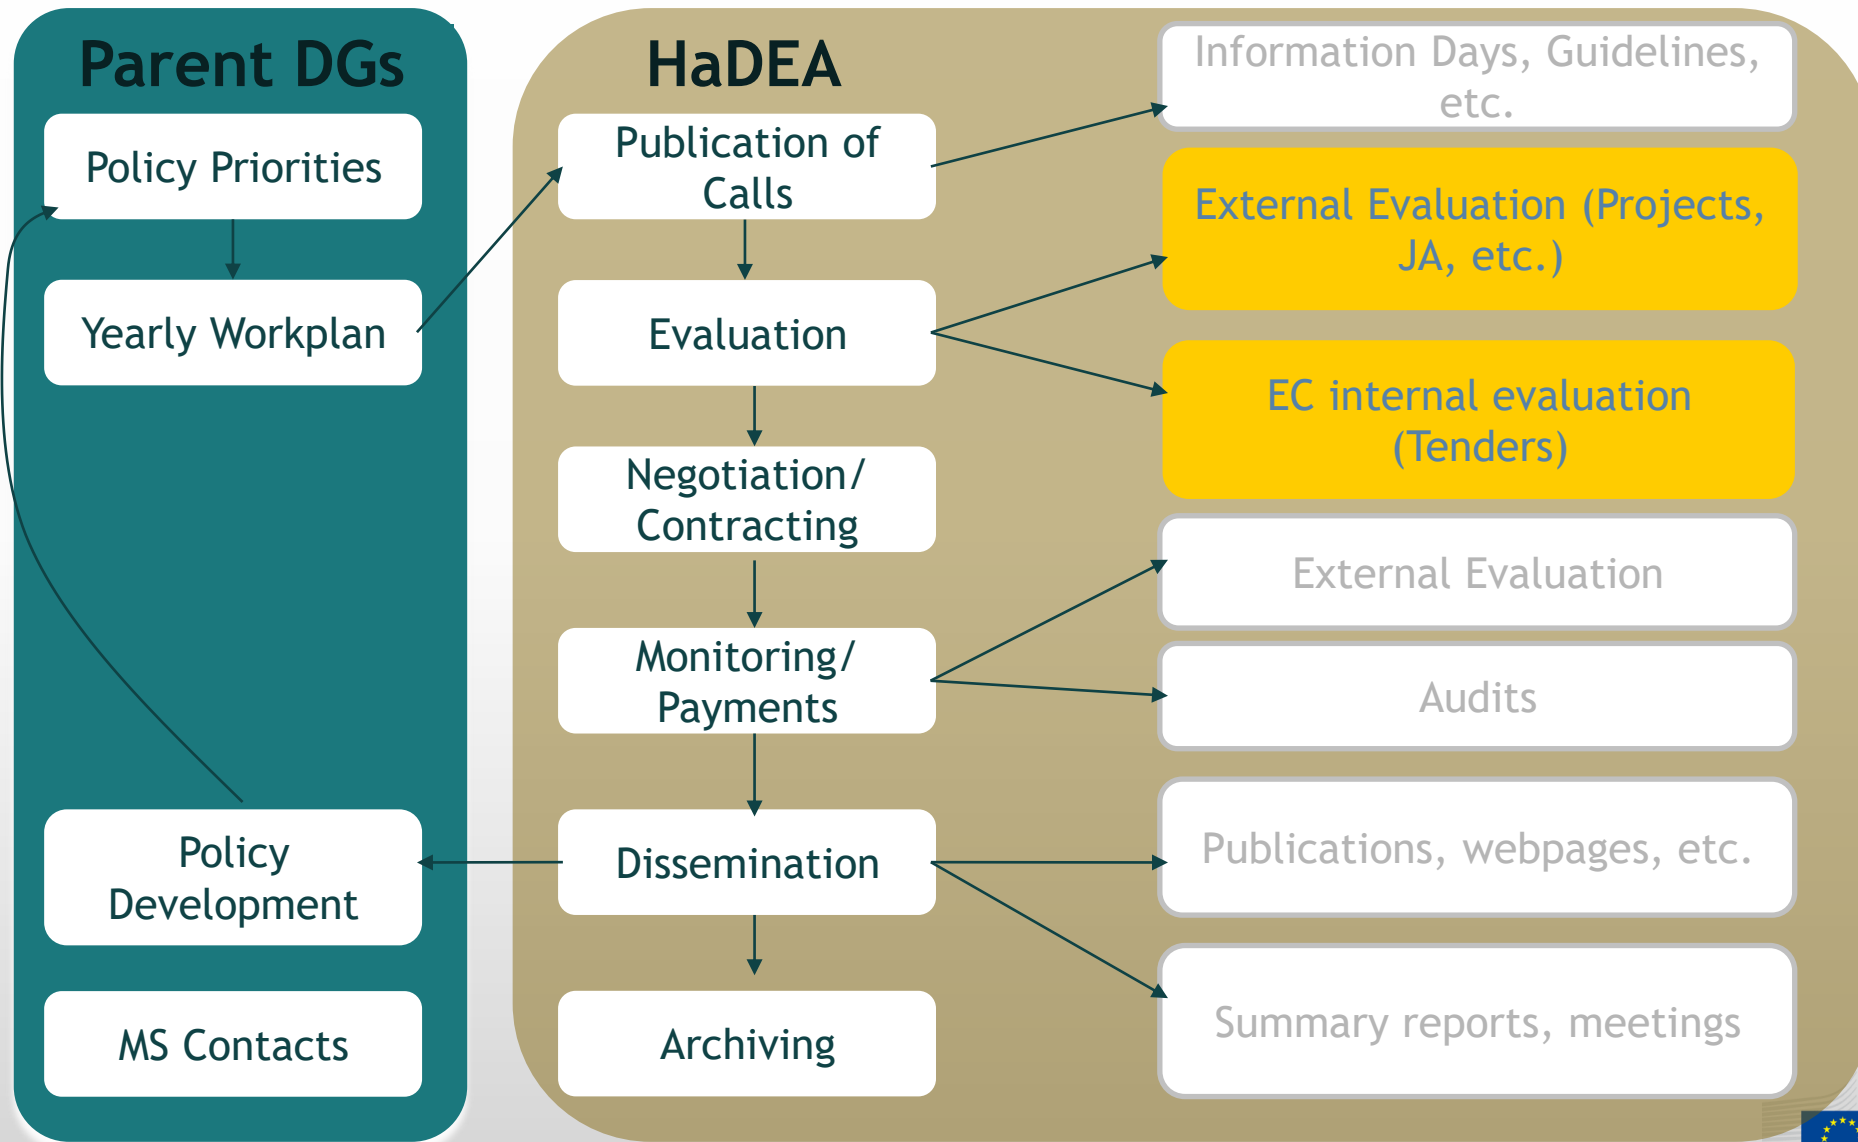 Parent DGs
Policy Priorities
Yearly Workplan
Policy
Development
MS Contacts
HaDEA
Publication of
Calls
Evaluation
Negotiation/
Contracting
Monitoring/
Payments
Dissemination
Archiving
Information Days, Guidelines,
etc.
External Evaluation (Projects,
JA, etc.)
EC internal evaluation
(Tenders)
External Evaluation
Audits
Publications, webpages, etc.
Summary reports, meetings